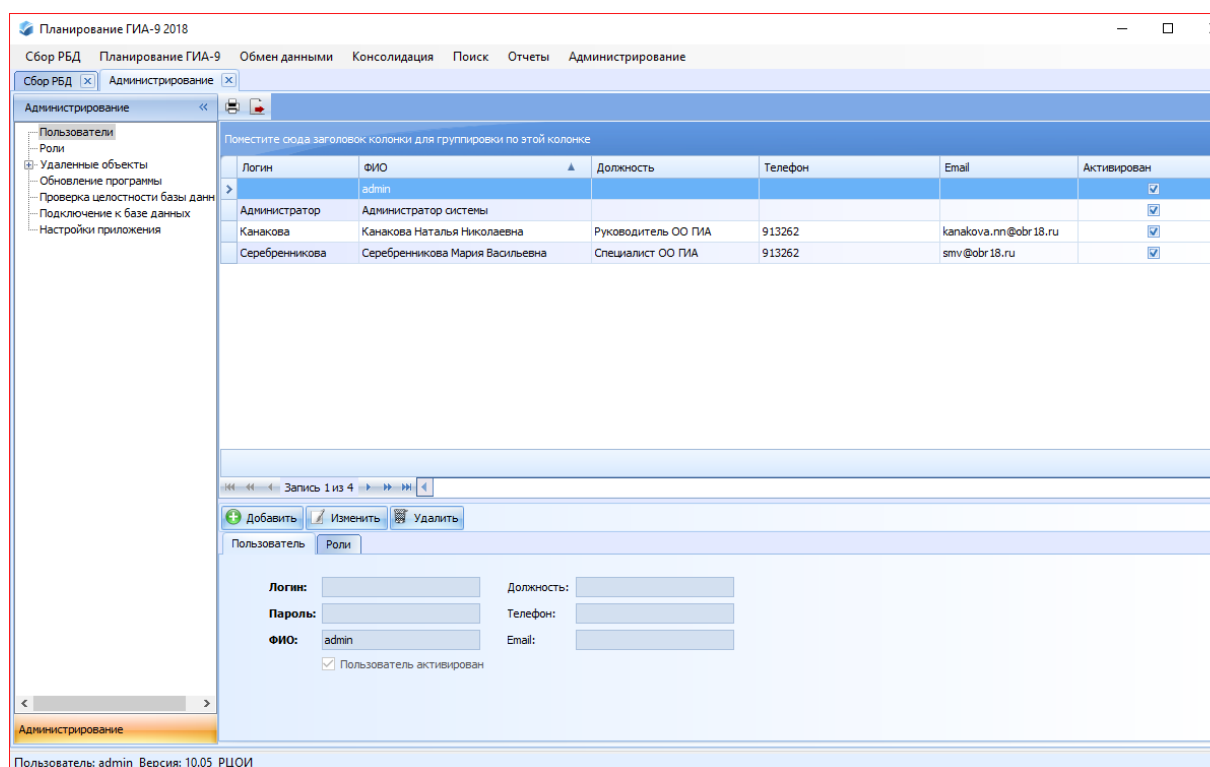 Планирование ГИА-9 2018
Сбор РБД Планирование ГИА-9 Обмен данными Консолидация Поиск Отчеты Администрирование
Сбор РБД Администрирование
Администрирование
Пользователи
Роли
Удаленные объекты
Обновление программы
Проверка целостности базы данн
Подключение к базе данных
Настройки приложения
Поместите сюда заголовок колонки для группировки по этой колонке
Логин ФИО Должность Телефон Email Активирован
admin
Администратор Администратор системы
Канакова Канакова Наталья Николаевна Руководитель ОО ГИА 913262 kanakova.nn@obr18.ru
Серебренникова Серебренникова Мария Васильевна Специалист ОО ГИА 913262 smv@obr18.ru
Запись 1 из 4
Добавить Изменить Удалить
Пользователь Роли
Логин: Должность:
Пароль: Телефон:
ФИО: admin Email:
Пользователь активирован
Администрирование
Пользователь: admin Версия: 10.05 РЦОИ